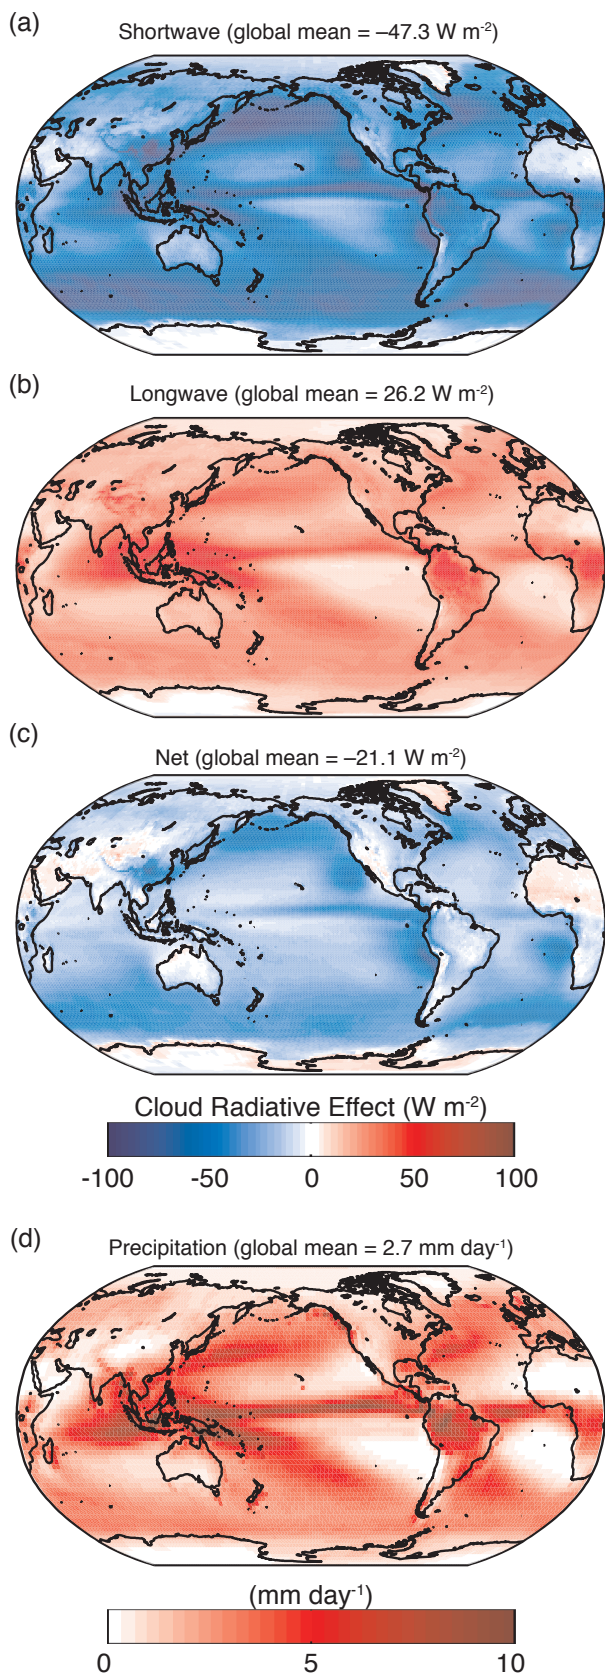 (a)
Shortwave (global mean = –47.3 W m-2)
(b)
Longwave (global mean = 26.2 W m-2)
(c)
Net (global mean = –21.1 W m-2)
Cloud Radiative Effect (W m-2)
-100 -50 0 50 100
(d)
Precipitation (global mean = 2.7 mm day-1)
(mm day-1)
0 5 10